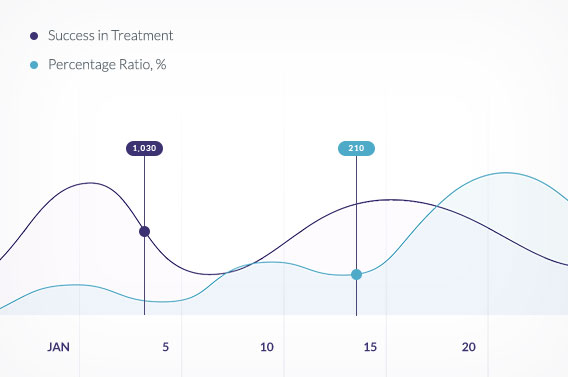 Success in Treatment
Percentage Ratio, %
1,030
210
JAN 5 10 15 20